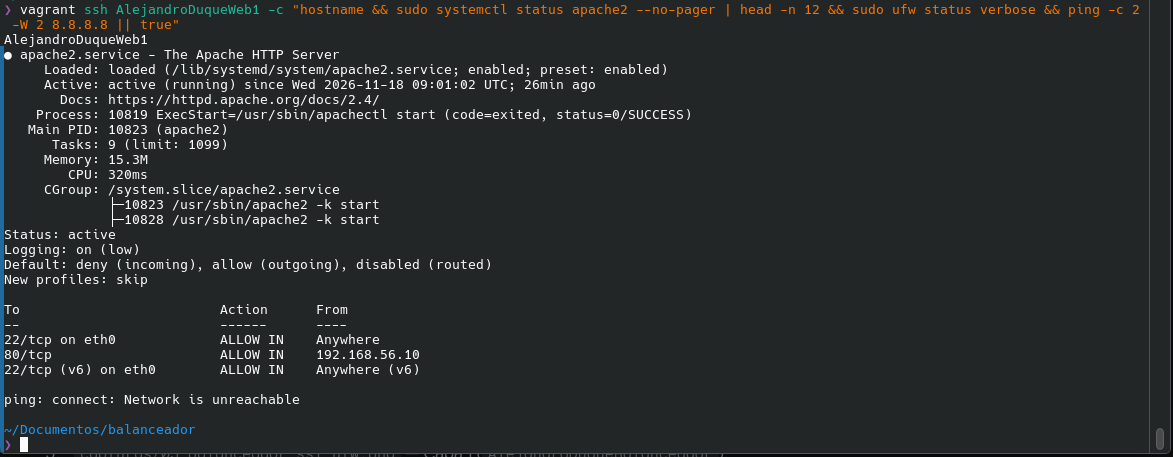 ❯ vagrant ssh AlejandroDuqueWeb1 -c "hostname && sudo systemctl status apache2 --no-pager | head -n 12 && sudo ufw status verbose && ping -c 2
-W 2 8.8.8.8 || true"
AlejandroDuqueWeb1
● apache2.service - The Apache HTTP Server
Loaded: loaded (/lib/systemd/system/apache2.service; enabled; preset: enabled)
Active: active (running) since Wed 2026-11-18 09:01:02 UTC; 26min ago
Docs: https://httpd.apache.org/docs/2.4/
Process: 10819 ExecStart=/usr/sbin/apachectl start (code=exited, status=0/SUCCESS)
Main PID: 10823 (apache2)
Tasks: 9 (limit: 1099)
Memory: 15.3M
CPU: 320ms
CGroup: /system.slice/apache2.service
├─10823 /usr/sbin/apache2 -k start
├─10828 /usr/sbin/apache2 -k start
Status: active
Logging: on (low)
Default: deny (incoming), allow (outgoing), disabled (routed)
New profiles: skip
To Action From
-- ------ ----
22/tcp on eth0 ALLOW IN Anywhere
80/tcp ALLOW IN 192.168.56.10
22/tcp (v6) on eth0 ALLOW IN Anywhere (v6)
ping: connect: Network is unreachable
~/Documentos/balanceador
❯